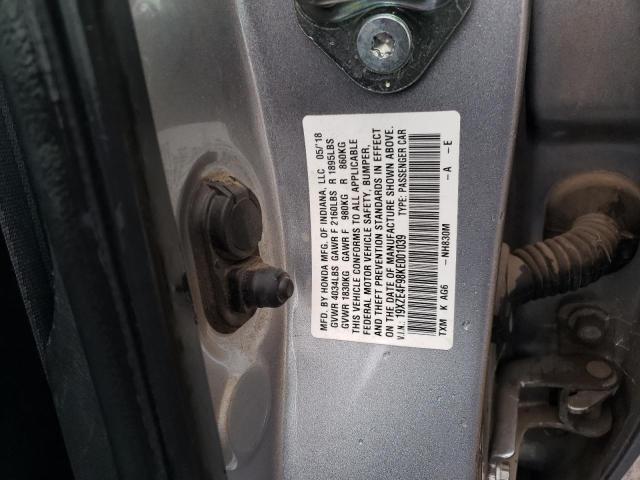 MFD. BY HONDA MFG. OF INDIANA, LLC 05/'18
GVWR 4034LBS GAWR F 2160LBS R 1895LBS
GVWR 1830KG GAWR F 980KG R 860KG
THIS VEHICLE CONFORMS TO ALL APPLICABLE
FEDERAL MOTOR VEHICLE SAFETY, BUMPER,
AND THEFT PREVENTION STANDARDS IN EFFECT
ON THE DATE OF MANUFACTURE SHOWN ABOVE.
V.I.N.: 19XZE4F98KE001039 TYPE: PASSENGER CAR
TXM K AG6 -NH830M -A -E